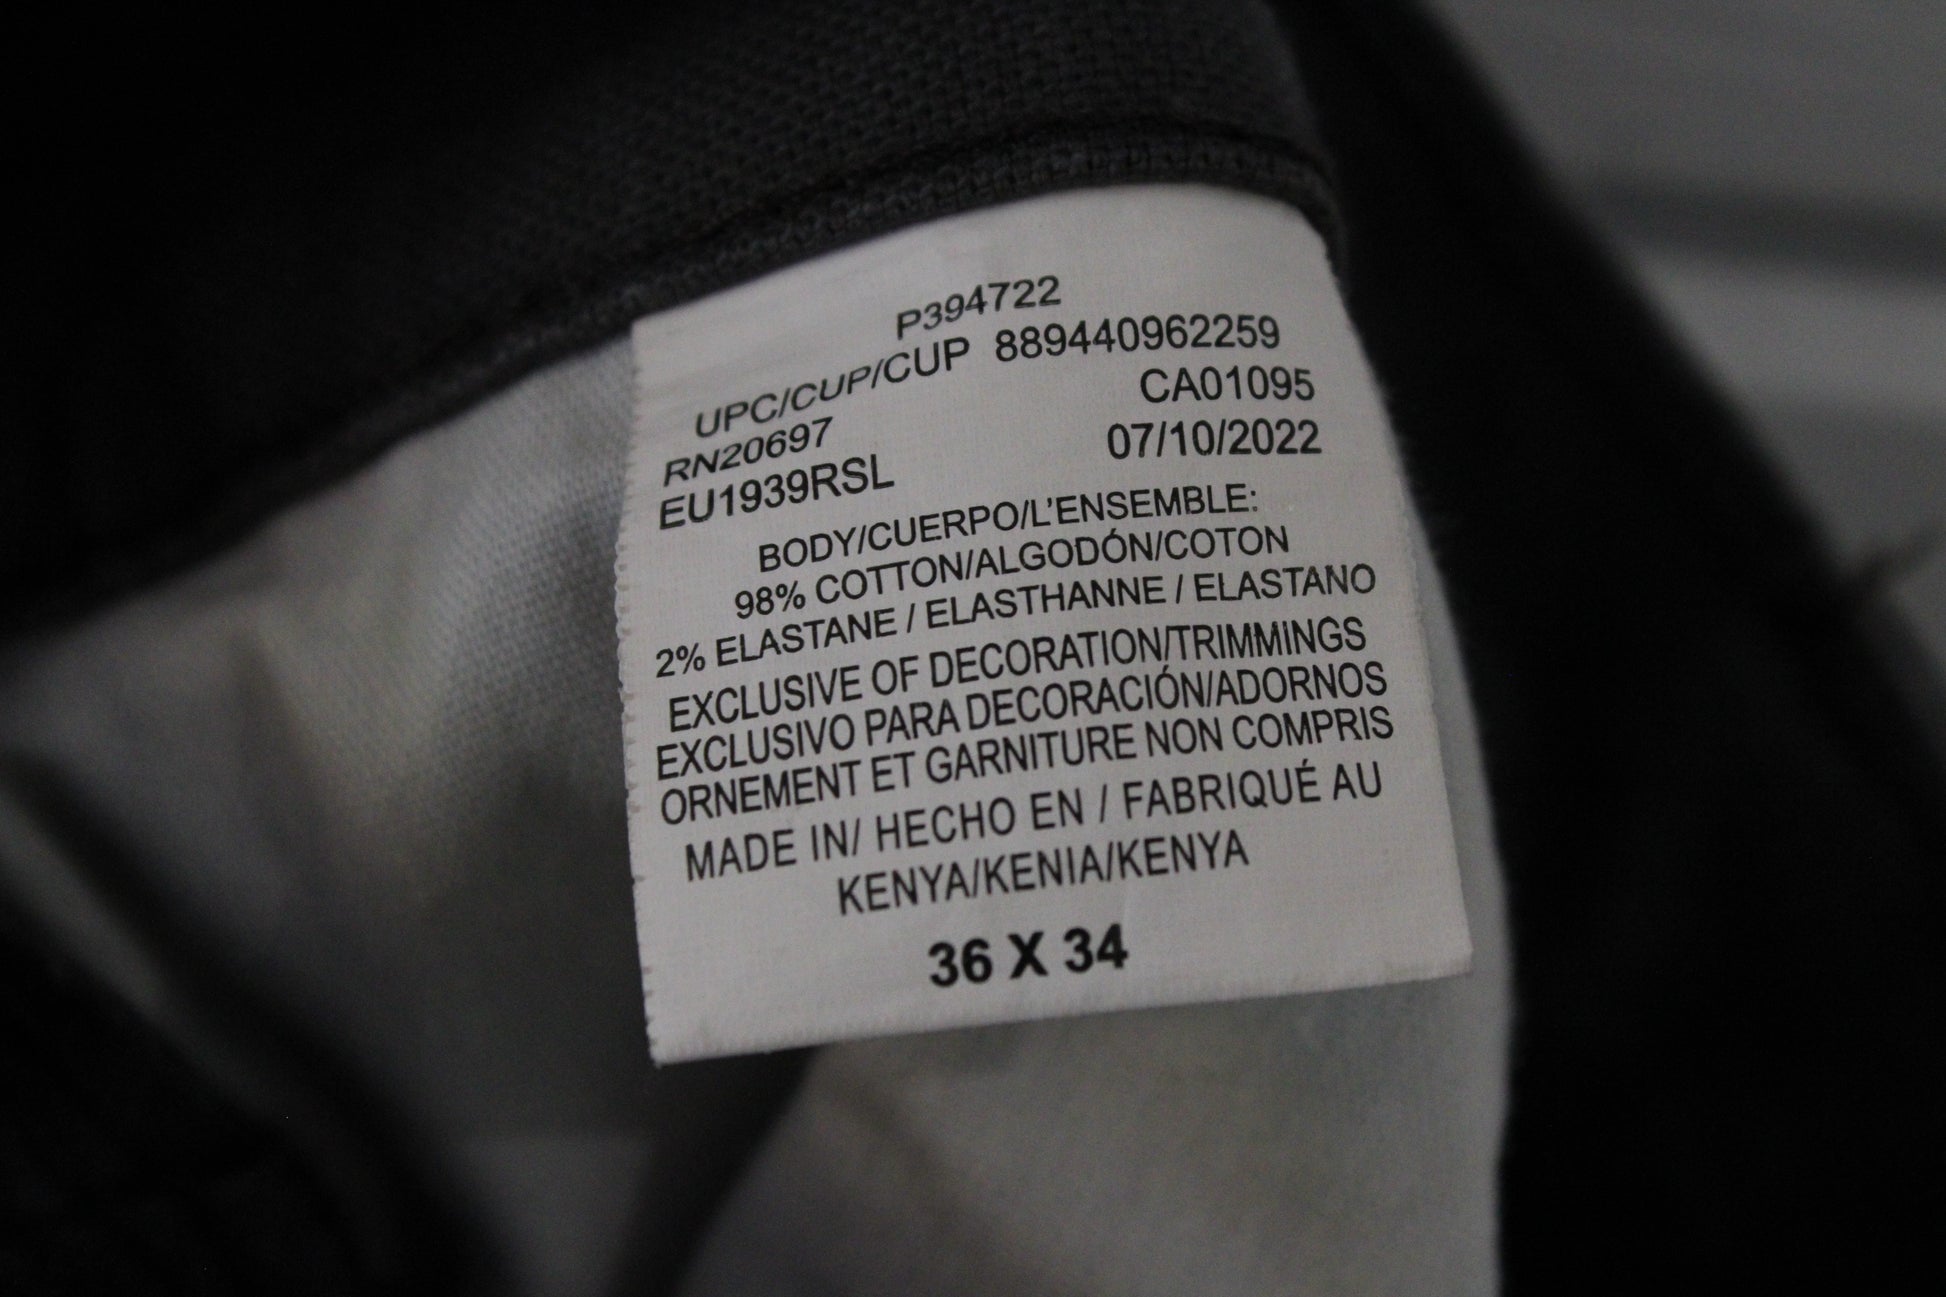 P394722
UPC/CUP/CUP 889440962259
RN20697 CA01095
EU1939RSL 07/10/2022
BODY/CUERPO/L'ENSEMBLE:
98% COTTON/ALGODÓN/COTON
2% ELASTANE / ELASTHANNE / ELASTANO
EXCLUSIVE OF DECORATION/TRIMMINGS
EXCLUSIVO PARA DECORACIÓN/ADORNOS
ORNEMENT ET GARNITURE NON COMPRIS
MADE IN/ HECHO EN / FABRIQUÉ AU
KENYA/KENIA/KENYA
36 X 34